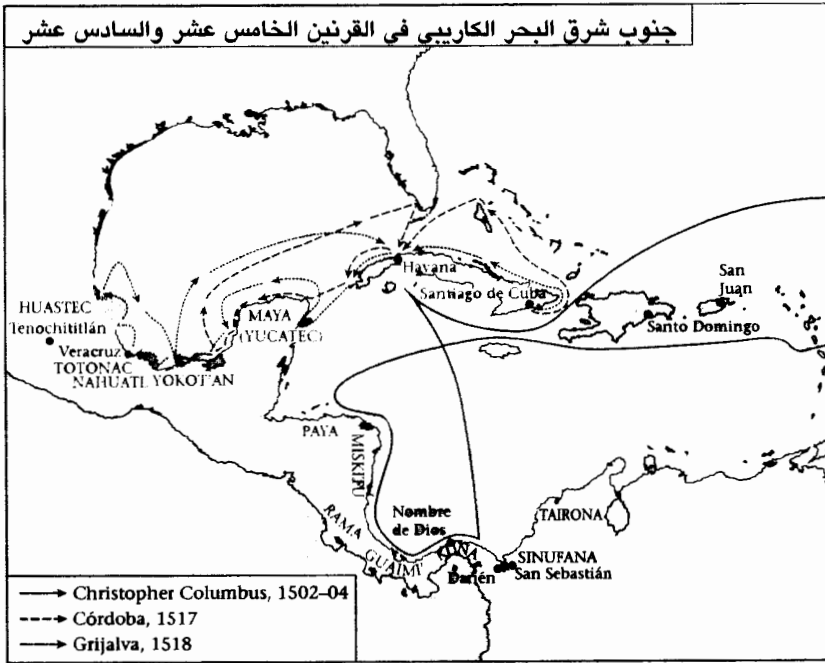 جنوب شرق البحر الكاريبي في القرنين الخامس عشر والسادس عشر
Havana
San
Juan
Santiago de Cuba
Santo Domingo
HUASTEC
Tenochititlán
MAYA
(YUCATEC)
Veracruz
TOTONAC
NAHUATL YOKOT'AN
PAYA
MISKITU
RAMA
GUAIMI
Nombre
de Dios
KUNA
Darién
TAIRONA
SINUFANA
San Sebastián
Christopher Columbus, 1502–04
Córdoba, 1517
Grijalva, 1518